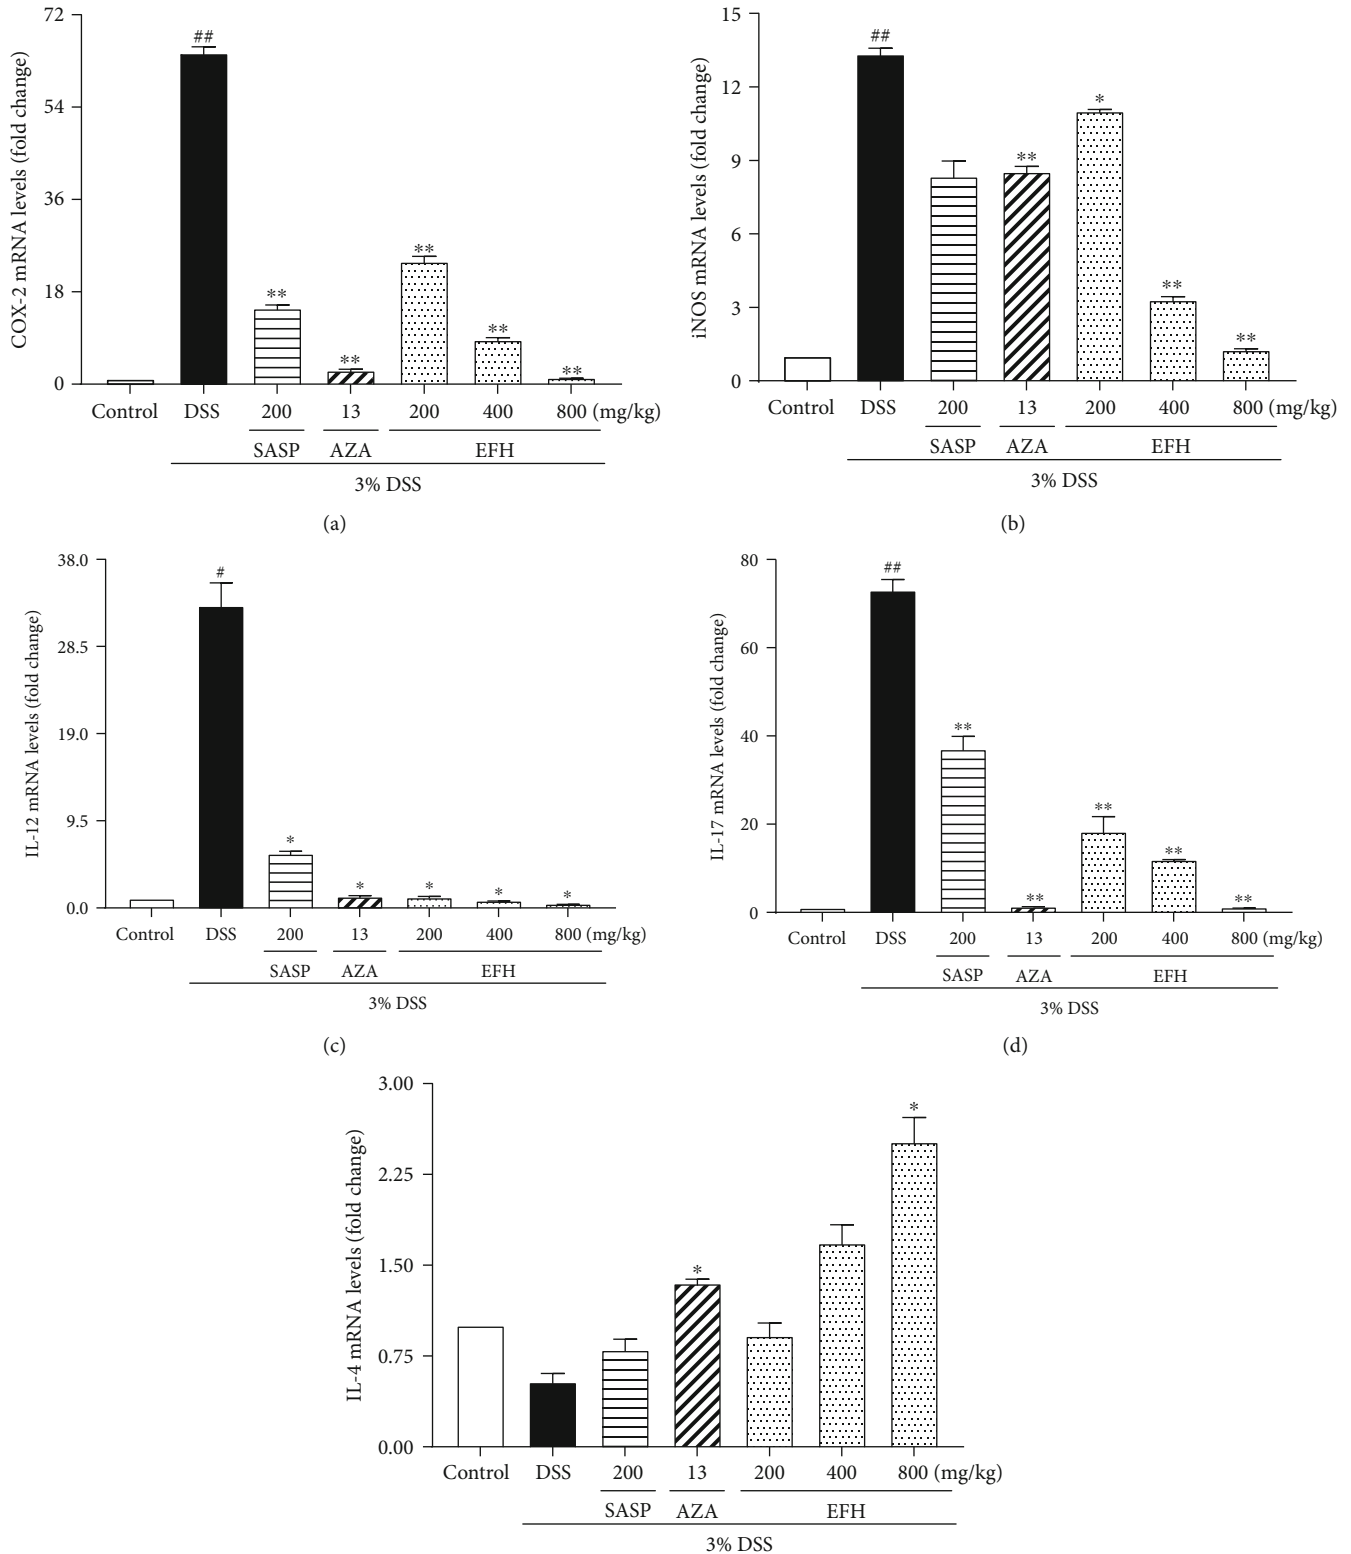 COX-2 mRNA levels (fold change)
72
54
36
18
0
##
**
**
**
**
**
Control DSS 200 13 200 400 800 (mg/kg)
SASP AZA EFH
3% DSS
(a)
iNOS mRNA levels (fold change)
15
12
9
6
3
0
##
**
*
**
**
Control DSS 200 13 200 400 800 (mg/kg)
SASP AZA EFH
3% DSS
(b)
IL-12 mRNA levels (fold change)
38.0
28.5
19.0
9.5
0.0
#
*
*
*
*
*
Control DSS 200 13 200 400 800 (mg/kg)
SASP AZA EFH
3% DSS
(c)
IL-17 mRNA levels (fold change)
80
60
40
20
0
##
**
**
**
**
**
Control DSS 200 13 200 400 800 (mg/kg)
SASP AZA EFH
3% DSS
(d)
IL-4 mRNA levels (fold change)
3.00
2.25
1.50
0.75
0.00
*
*
Control DSS 200 13 200 400 800 (mg/kg)
SASP AZA EFH
3% DSS